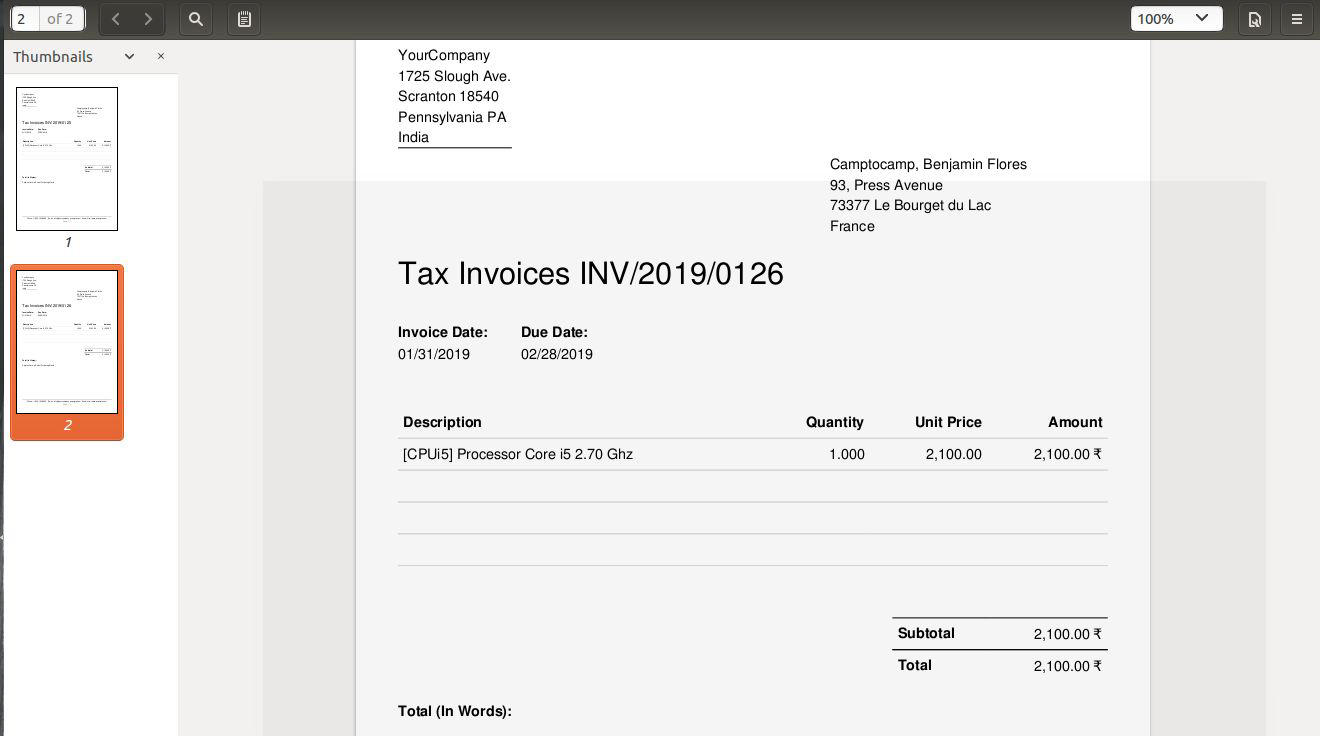 2 of 2
100%
Thumbnails
1
2
YourCompany
1725 Slough Ave.
Scranton 18540
Pennsylvania PA
India
Camptocamp, Benjamin Flores
93, Press Avenue
73377 Le Bourget du Lac
France
Tax Invoices INV/2019/0126
Invoice Date: Due Date:
01/31/2019 02/28/2019
Description Quantity Unit Price Amount
[CPUi5] Processor Core i5 2.70 Ghz 1.000 2,100.00 2,100.00 ₹
Subtotal 2,100.00 ₹
Total 2,100.00 ₹
Total (In Words):